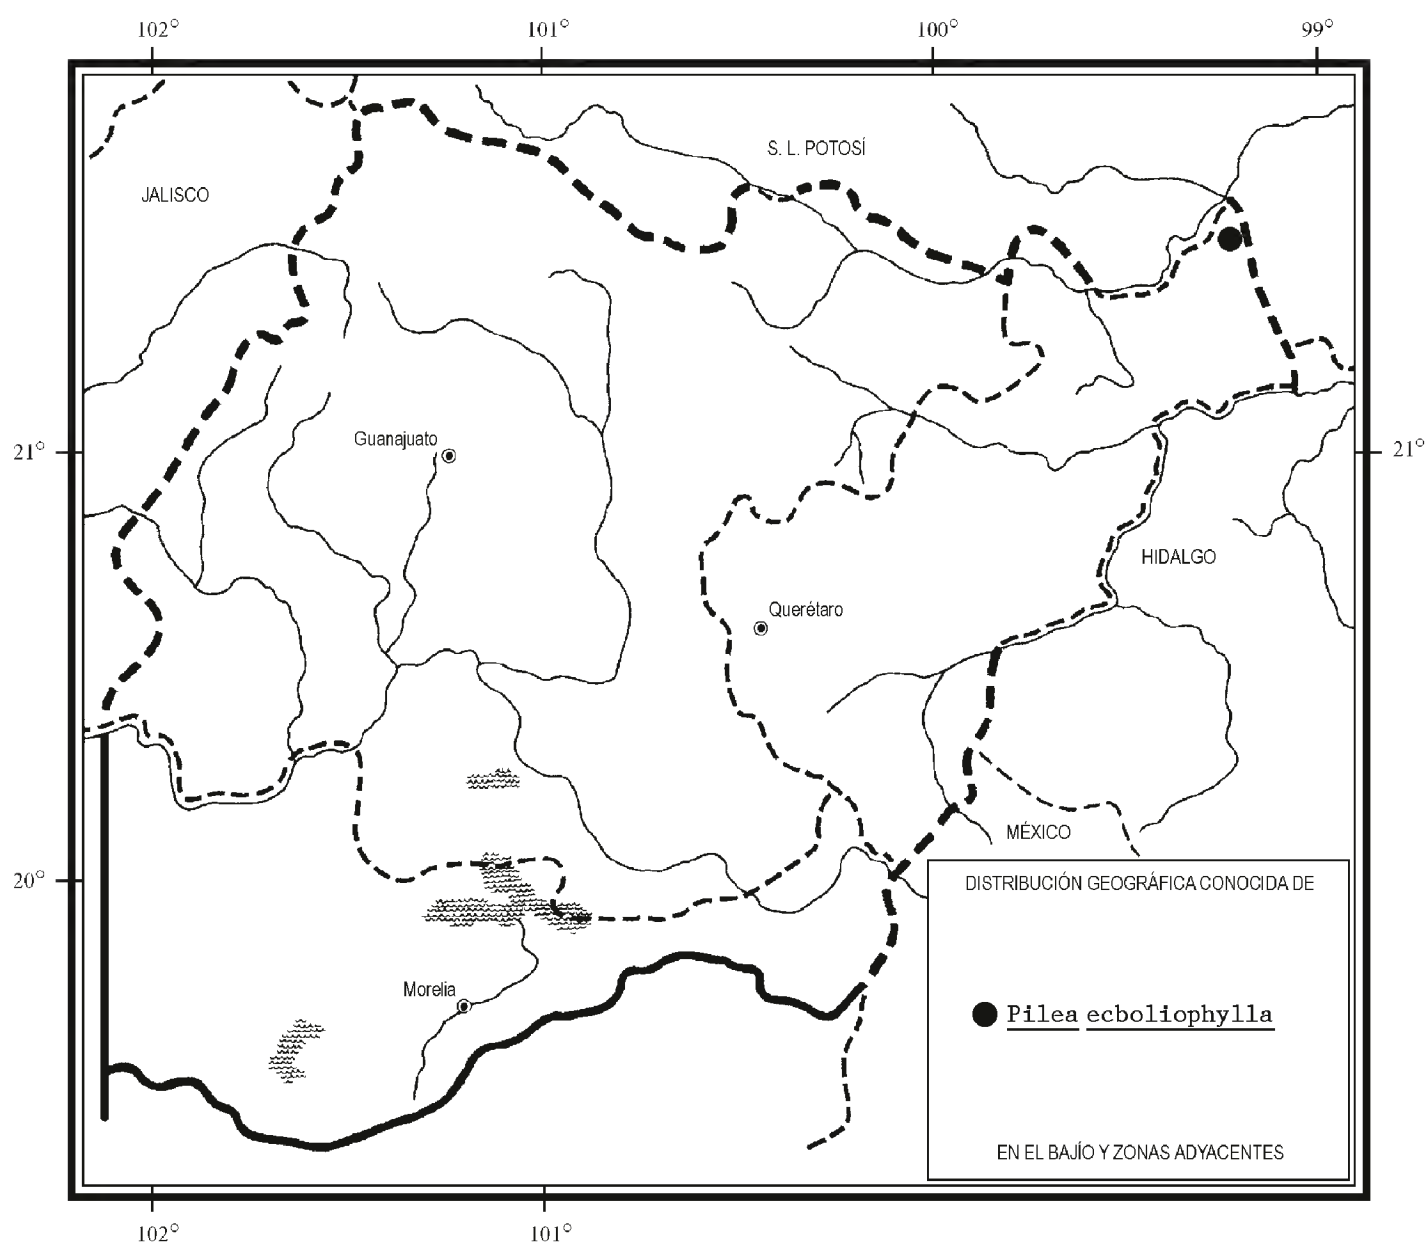 102° 101° 100° 99°
S. L. POTOSÍ
JALISCO
Guanajuato
21° 21°
HIDALGO
Querétaro
MÉXICO
20°
DISTRIBUCIÓN GEOGRÁFICA CONOCIDA DE
Morelia
Pilea ecboliophylla
EN EL BAJÍO Y ZONAS ADYACENTES
102° 101°